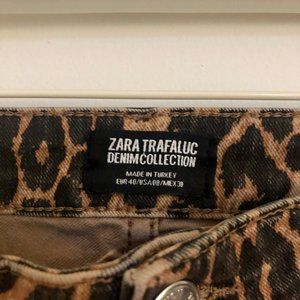 ZARA TRAFALUC
DENIM COLLECTION
MADE IN TURKEY
EUR 40/USA 08/MEX 30